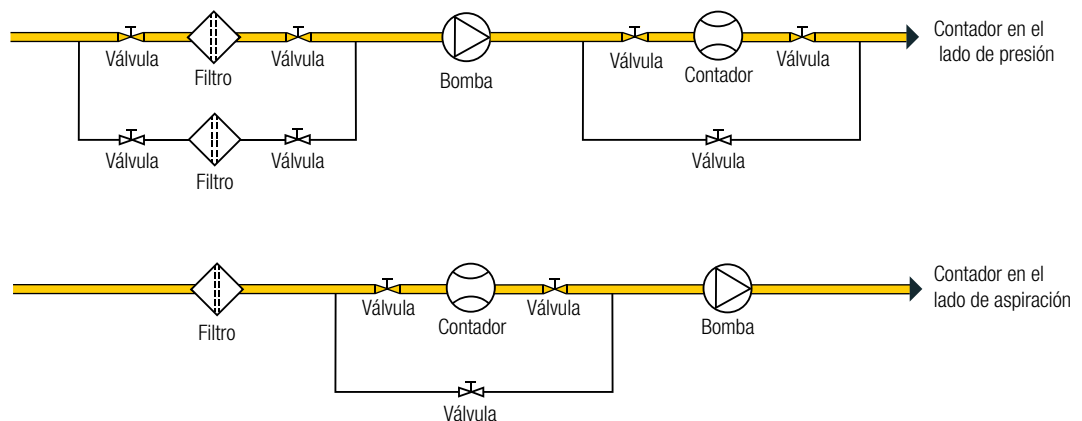 Válvula
Filtro
Válvula
Bomba
Válvula
Contador
Válvula
Contador en el
lado de presión
Válvula
Filtro
Válvula
Válvula
Filtro
Válvula
Contador
Válvula
Bomba
Contador en el
lado de aspiración
Válvula